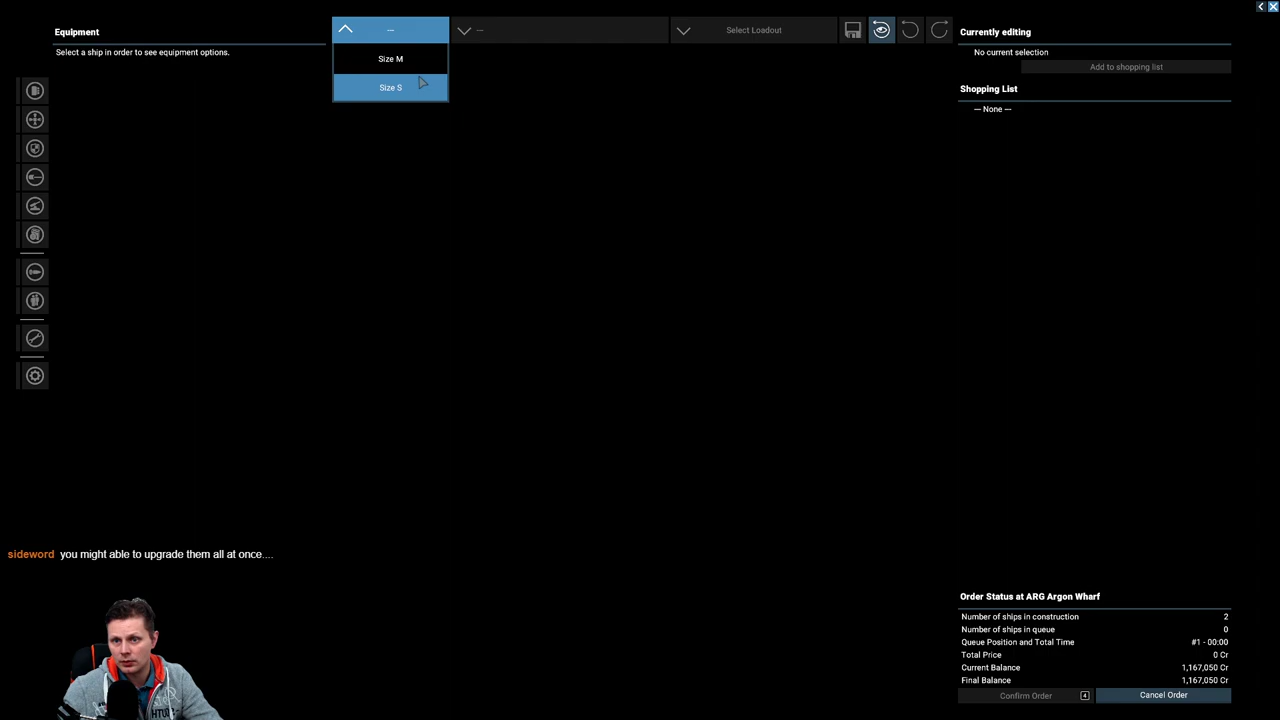 Equipment
Select a ship in order to see equipment options.
—
Size M
Size S
—
Select Loadout
Currently editing
No current selection
Add to shopping list
Shopping List
— None —
sideword you might able to upgrade them all at once....
Order Status at ARG Argon Wharf
Number of ships in construction 2
Number of ships in queue 0
Queue Position and Total Time #1 - 00:00
Total Price 0 Cr
Current Balance 1,167,050 Cr
Final Balance 1,167,050 Cr
Confirm Order 4
Cancel Order